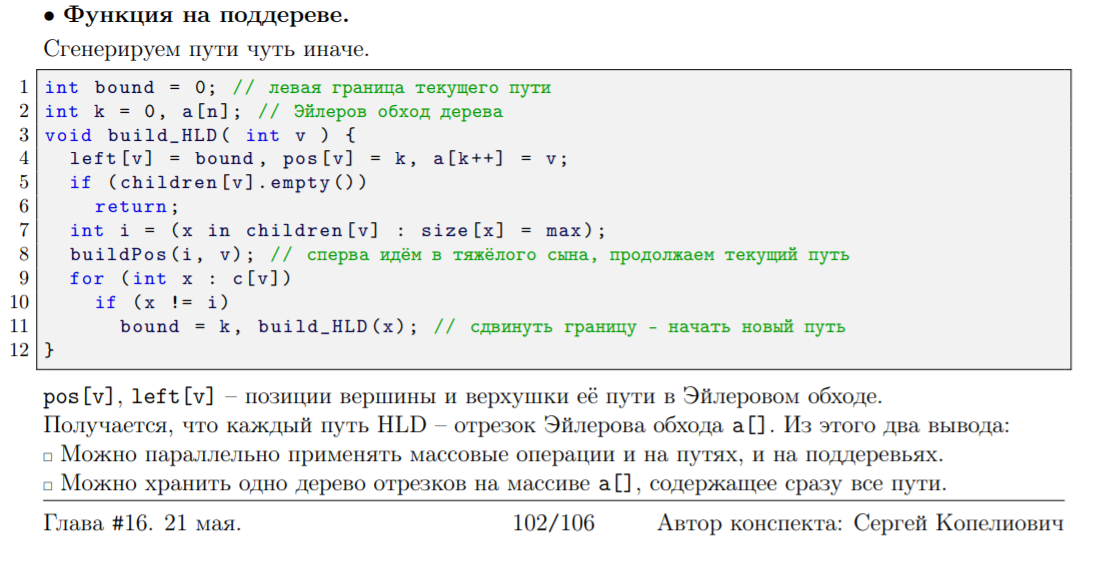 • Функция на поддереве.
Сгенерируем пути чуть иначе.
1 int bound = 0; // левая граница текущего пути
2 int k = 0, a[n]; // Эйлеров обход дерева
3 void build_HLD( int v ) {
4   left[v] = bound, pos[v] = k, a[k++] = v;
5   if (children[v].empty())
6     return;
7   int i = (x in children[v] : size[x] = max);
8   buildPos(i, v); // сперва идём в тяжёлого сына, продолжаем текущий путь
9   for (int x : c[v])
10     if (x != i)
11       bound = k, build_HLD(x); // сдвинуть границу - начать новый путь
12 }
pos[v], left[v] – позиции вершины и верхушки её пути в Эйлеровом обходе.
Получается, что каждый путь HLD – отрезок Эйлерова обхода a[]. Из этого два вывода:
□ Можно параллельно применять массовые операции и на путях, и на поддеревьях.
□ Можно хранить одно дерево отрезков на массиве a[], содержащее сразу все пути.
Глава #16. 21 мая. 102/106 Автор конспекта: Сергей Копелиович